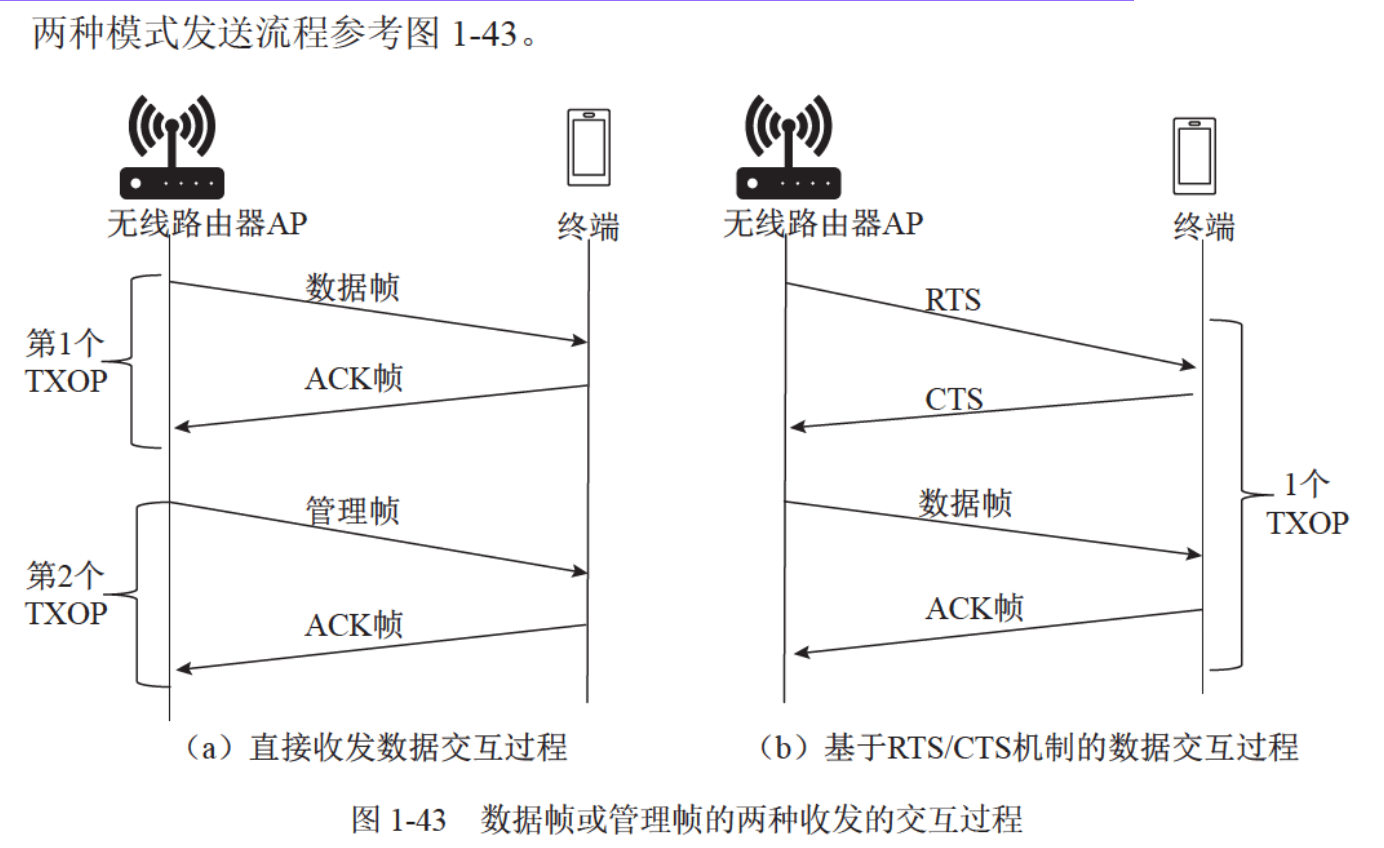 两种模式发送流程参考图 1-43。
无线路由器AP
终端
无线路由器AP
终端
数据帧
第1个
TXOP
ACK帧
管理帧
第2个
TXOP
ACK帧
RTS
CTS
数据帧
1个
TXOP
ACK帧
（a）直接收发数据交互过程
（b）基于RTS/CTS机制的数据交互过程
图 1-43 数据帧或管理帧的两种收发的交互过程